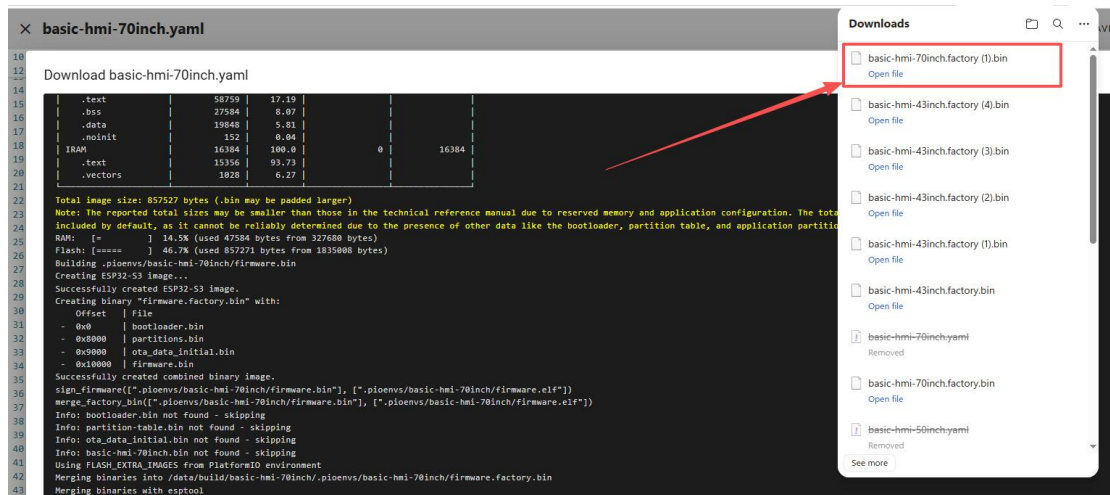 × basic-hmi-70inch.yaml
10
12
14
15
16
17
18
19
20
21
22
23
24
25
26
27
28
29
30
31
32
33
34
35
36
37
38
39
40
41
42
43
Download basic-hmi-70inch.yaml
| .text | 58759 | 17.19 | | |
| .bss | 27584 | 8.07 | | |
| .data | 19848 | 5.81 | | |
| .noinit | 152 | 0.04 | | |
| IRAM | 16384 | 100.0 | 0 | 16384 |
| .text | 15356 | 93.73 | | |
| .vectors | 1028 | 6.27 | | |
Total image size: 857527 bytes (.bin may be padded larger)
Note: The reported total sizes may be smaller than those in the technical reference manual due to reserved memory and application configuration. The tota
included by default, as it cannot be reliably determined due to the presence of other data like the bootloader, partition table, and application partitio
RAM: [= ] 14.5% (used 47584 bytes from 327680 bytes)
Flash: [===== ] 46.7% (used 857271 bytes from 1835008 bytes)
Building .pioenvs/basic-hmi-70inch/firmware.bin
Creating ESP32-S3 image...
Successfully created ESP32-S3 image.
Creating binary "firmware.factory.bin" with:
Offset | File
- 0x0 | bootloader.bin
- 0x8000 | partitions.bin
- 0x9000 | ota_data_initial.bin
- 0x10000 | firmware.bin
Successfully created combined binary image.
sign_firmware([".pioenvs/basic-hmi-70inch/firmware.bin"], [".pioenvs/basic-hmi-70inch/firmware.elf"])
merge_factory_bin([".pioenvs/basic-hmi-70inch/firmware.bin"], [".pioenvs/basic-hmi-70inch/firmware.elf"])
Info: bootloader.bin not found - skipping
Info: partition-table.bin not found - skipping
Info: ota_data_initial.bin not found - skipping
Info: basic-hmi-70inch.bin not found - skipping
Using FLASH_EXTRA_IMAGES from PlatformIO environment
Merging binaries into /data/build/basic-hmi-70inch/.pioenvs/basic-hmi-70inch/firmware.factory.bin
Merging binaries with esptool
Downloads
basic-hmi-70inch.factory (1).bin
Open file
basic-hmi-43inch.factory (4).bin
Open file
basic-hmi-43inch.factory (3).bin
Open file
basic-hmi-43inch.factory (2).bin
Open file
basic-hmi-43inch.factory (1).bin
Open file
basic-hmi-43inch.factory.bin
Open file
basic-hmi-70inch.yaml
Removed
basic-hmi-70inch.factory.bin
Open file
basic-hmi-50inch.yaml
Removed
See more